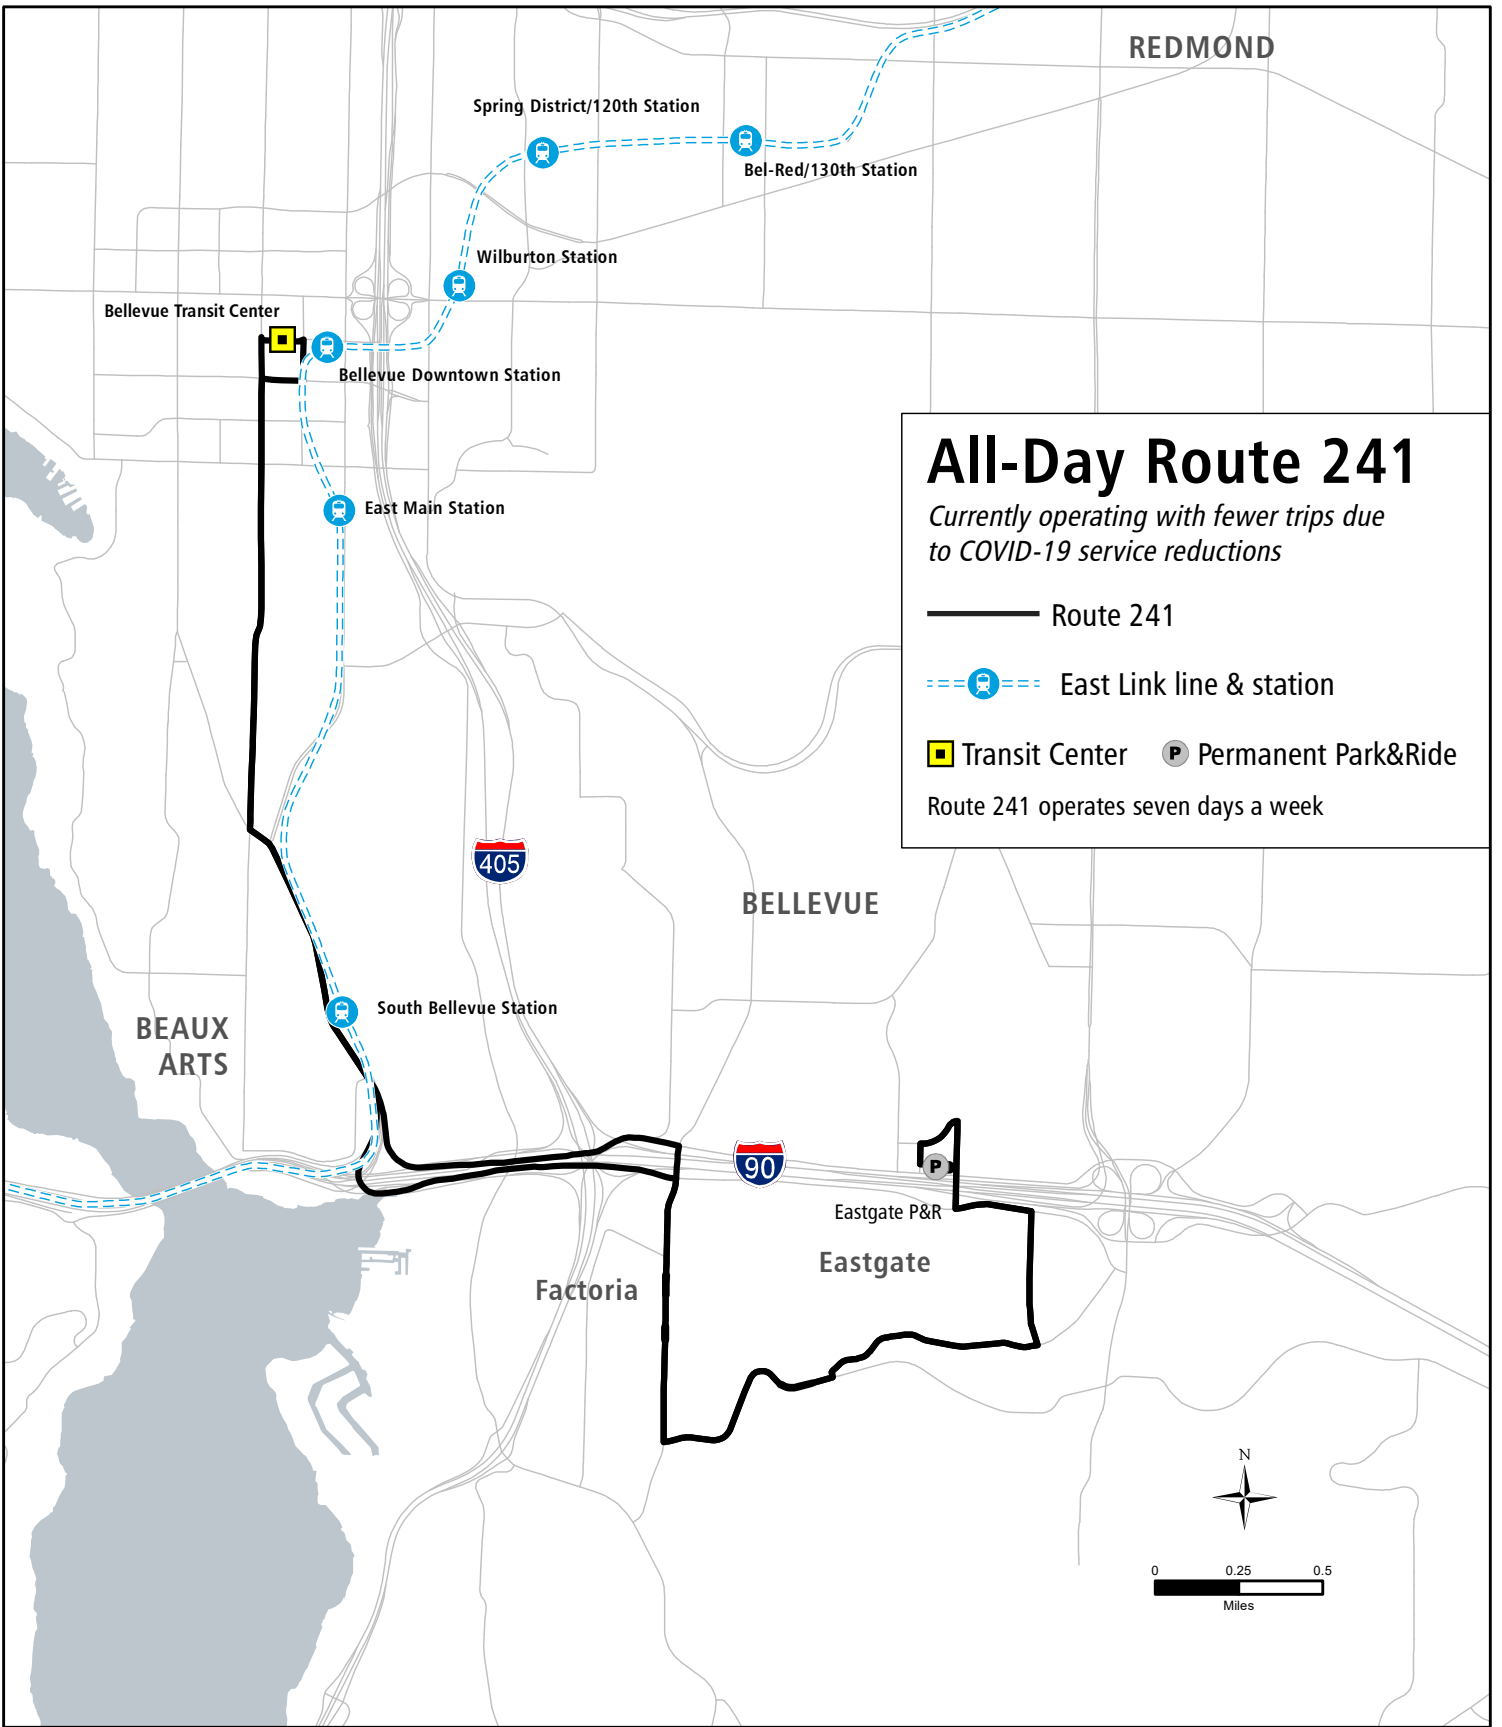 REDMOND
Spring District/120th Station
Bel-Red/130th Station
Wilburton Station
Bellevue Transit Center
Bellevue Downtown Station
East Main Station
All-Day Route 241
Currently operating with fewer trips due
to COVID-19 service reductions
Route 241
East Link line & station
Transit Center
P
Permanent Park&Ride
Route 241 operates seven days a week
405
BELLEVUE
South Bellevue Station
BEAUX
ARTS
90
P
Eastgate P&R
Eastgate
Factoria
N
0 0.25 0.5
Miles